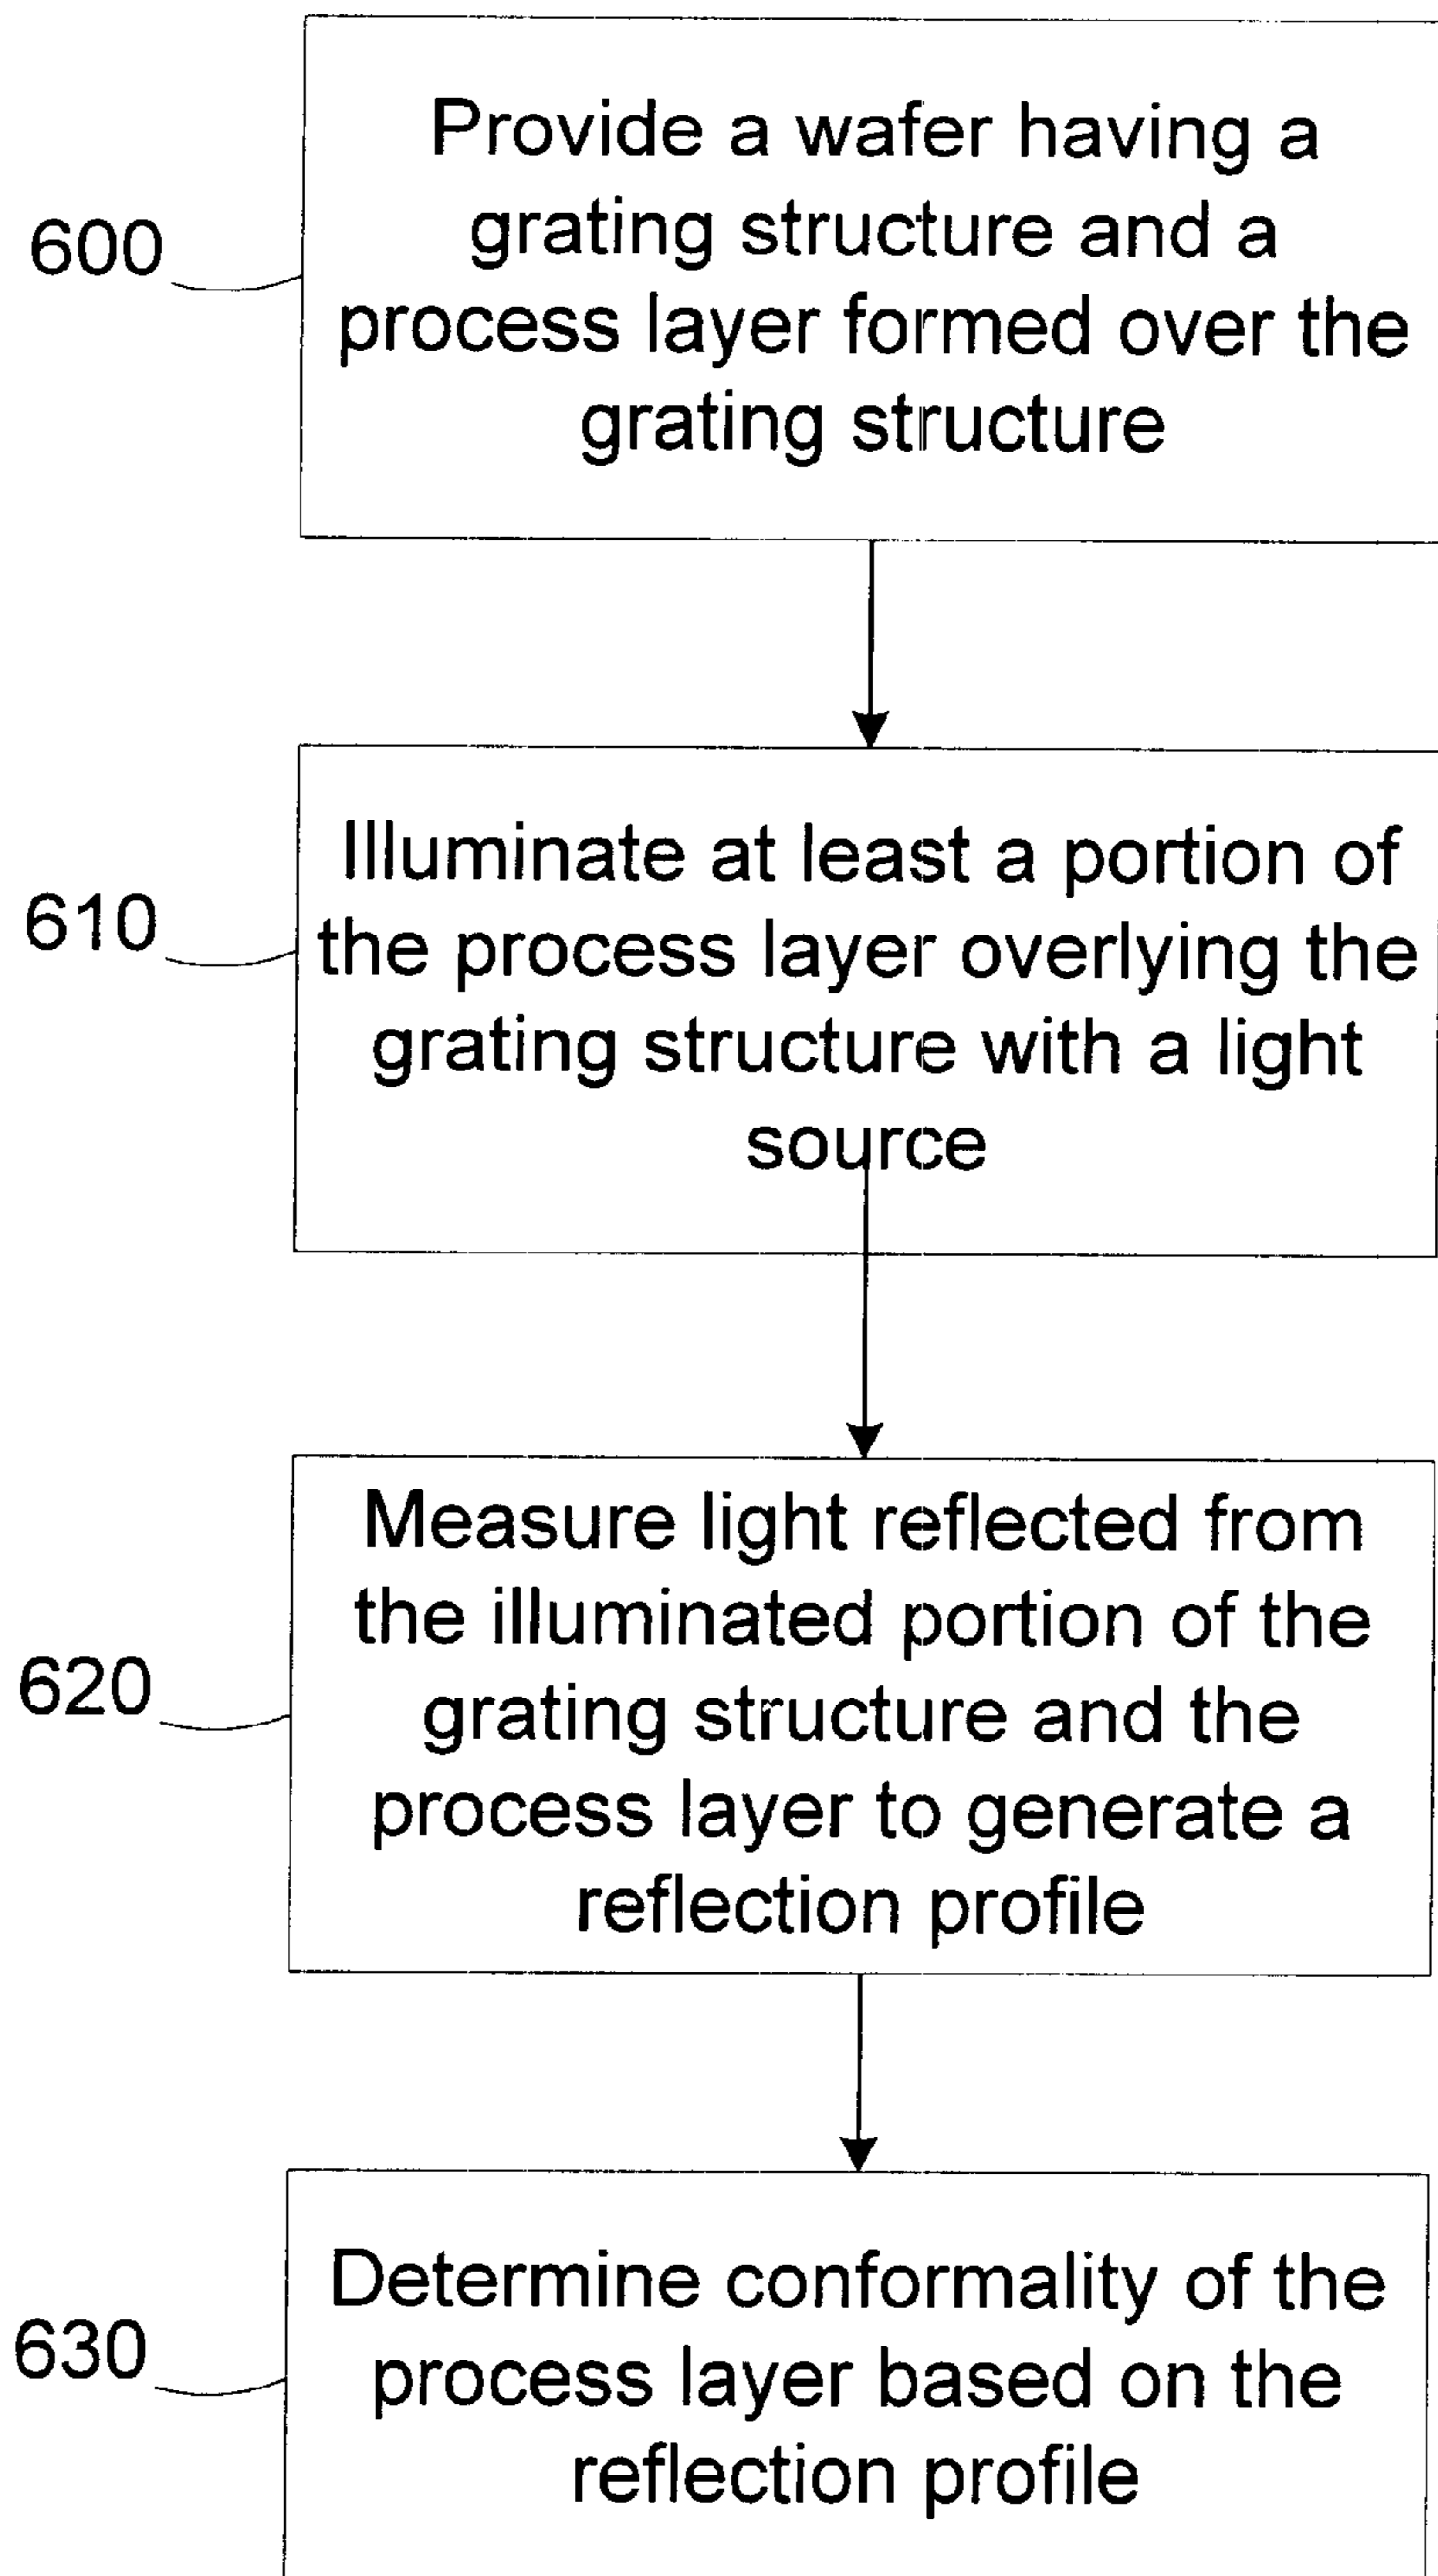 Provide a wafer having a
grating structure and a
600
process layer formed over the
grating structure
Illuminate at least a portion of
610
the process layer overlying the
grating structure with a light
source
Measure light reflected from
the illuminated portion of the
620
grating structure and the
process layer to generate a
reflection profile
Determine conformality of the
630
process layer based on the
reflection profile